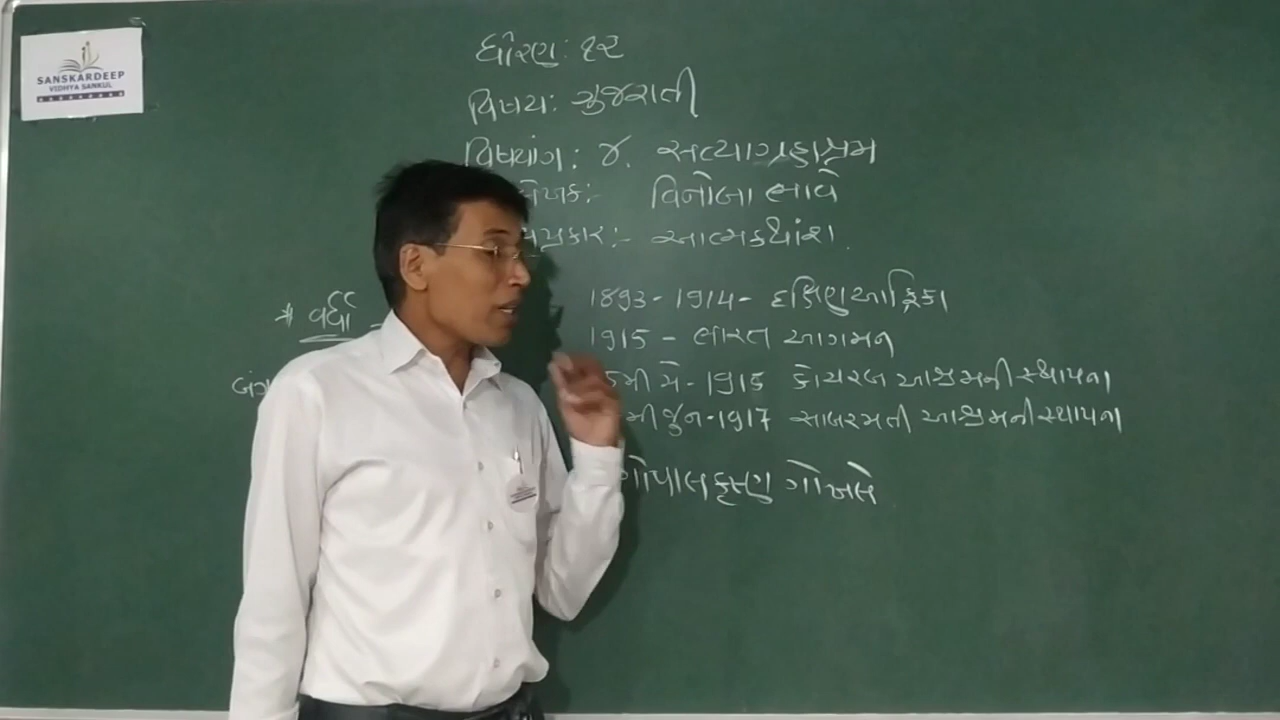 SANSKARDEEP
VIDHYA SANKUL
ધોરણ: ૧૨
વિષય: ગુજરાતી
વિષયાંગ: ૪. સત્યાગ્રહાશ્રમ
વિનોબા ભાવે
આત્મકથાંશ.
* વર્ધા -
1893-1914- દક્ષિણ આફ્રિકા
1915 - ભારત આગમન
મે - 1915 કોચરબ આશ્રમની સ્થાપના
મી જુન - 1917 સાબરમતી આશ્રમની સ્થાપના
ગોપાલકૃષ્ણ ગોખલે